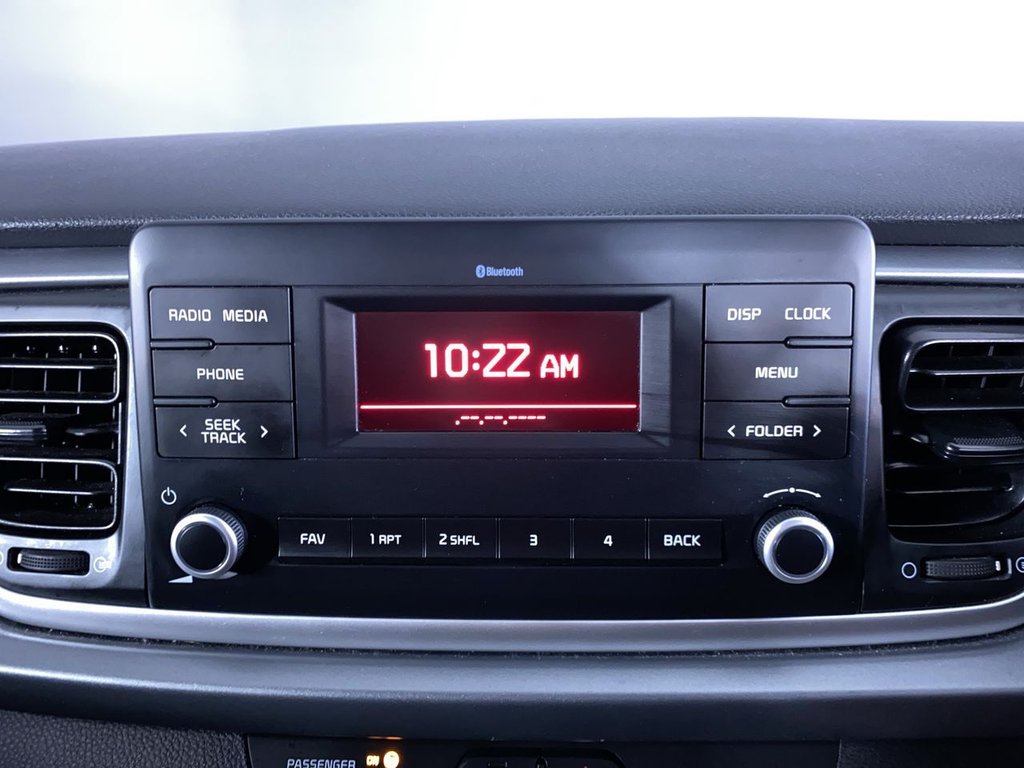 Bluetooth
RADIO MEDIA
DISP CLOCK
10:22 AM
PHONE
MENU
< SEEK TRACK >
< FOLDER >
--.--.----
FAV 1 RPT 2 SHFL 3 4 BACK
PASSENGER ON